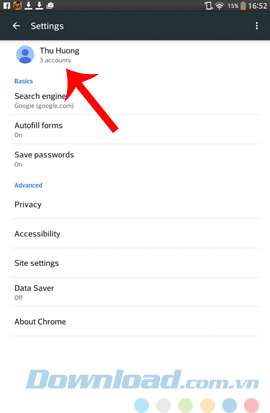 15% 16:52
Settings
Thu Huong
3 accounts
Basics
Search engine
Google (google.com)
Autofill forms
On
Save passwords
On
Advanced
Privacy
Accessibility
Site settings
Data Saver
Off
About Chrome
Download.com.vn